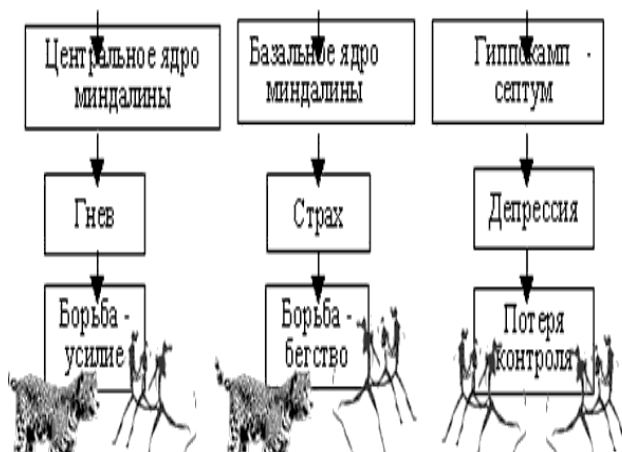 Центральное ядро
миндалины
Базальное ядро
миндалины
Гиппокамп -
септум
Гнев
Страх
Депрессия
Борьба -
усилие
Борьба -
бегство
Потеря
контроля